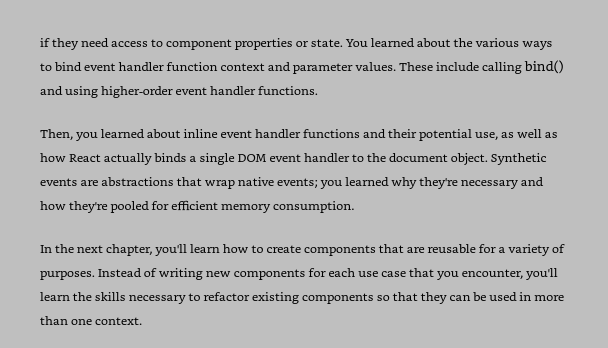 if they need access to component properties or state. You learned about the various ways
to bind event handler function context and parameter values. These include calling bind()
and using higher-order event handler functions.
Then, you learned about inline event handler functions and their potential use, as well as
how React actually binds a single DOM event handler to the document object. Synthetic
events are abstractions that wrap native events; you learned why they're necessary and
how they're pooled for efficient memory consumption.
In the next chapter, you'll learn how to create components that are reusable for a variety of
purposes. Instead of writing new components for each use case that you encounter, you'll
learn the skills necessary to refactor existing components so that they can be used in more
than one context.